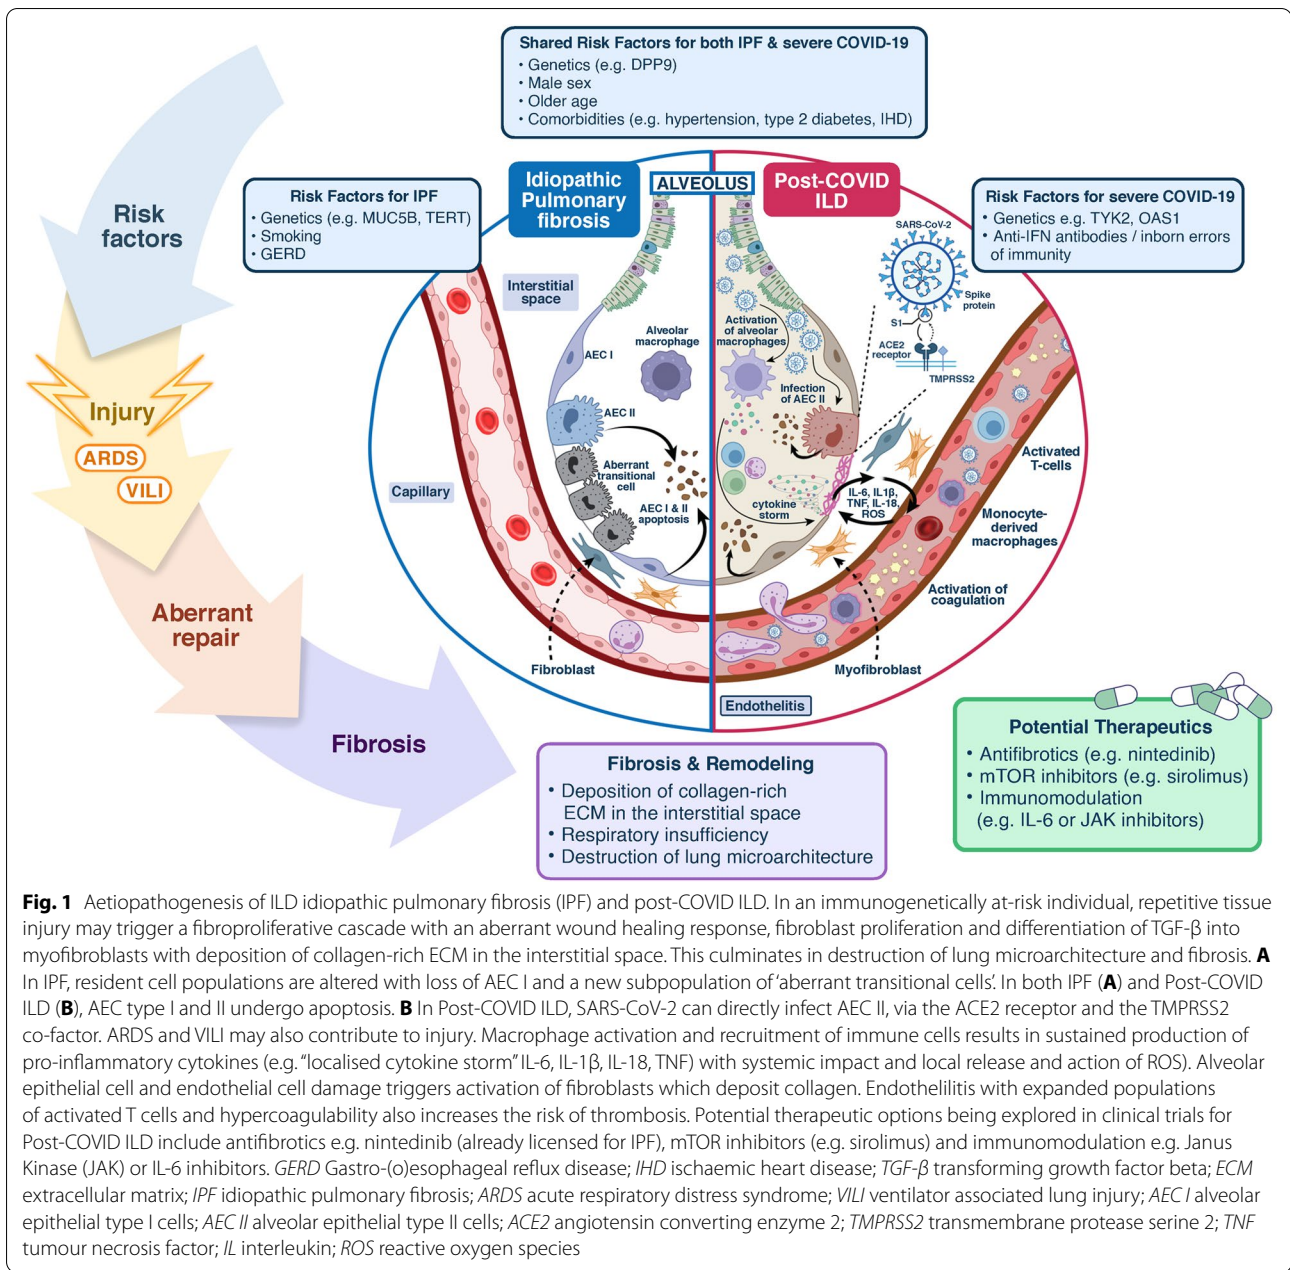 Shared Risk Factors for both IPF & severe COVID-19
• Genetics (e.g. DPP9)
• Male sex
• Older age
• Comorbidities (e.g. hypertension, type 2 diabetes, IHD)
Risk Factors for IPF
• Genetics (e.g. MUC5B, TERT)
• Smoking
• GERD
Idiopathic
Pulmonary
fibrosis
ALVEOLUS
Post-COVID
ILD
Risk Factors for severe COVID-19
• Genetics e.g. TYK2, OAS1
• Anti-IFN antibodies / inborn errors
of immunity
Risk
factors
Injury
ARDS
VILI
Aberrant
repair
Fibrosis
Interstitial
space
AEC I
Alveolar
macrophage
AEC II
Aberrant
transitional
cell
AEC I & II
apoptosis
Capillary
Fibroblast
SARS-CoV-2
Spike
protein
S1
ACE2
receptor
TMPRSS2
Activation
of alveolar
macrophages
Infection
of AEC II
cytokine
storm
IL-6, IL1β,
TNF, IL-18,
ROS
Activated
T-cells
Monocyte-
derived
macrophages
Activation of
coagulation
Myofibroblast
Endothelitis
Fibrosis & Remodeling
• Deposition of collagen-rich
ECM in the interstitial space
• Respiratory insufficiency
• Destruction of lung microarchitecture
Potential Therapeutics
• Antifibrotics (e.g. nintedinib)
• mTOR inhibitors (e.g. sirolimus)
• Immunomodulation
(e.g. IL-6 or JAK inhibitors)
Fig. 1 Aetiopathogenesis of ILD idiopathic pulmonary fibrosis (IPF) and post-COVID ILD. In an immunogenetically at-risk individual, repetitive tissue
injury may trigger a fibroproliferative cascade with an aberrant wound healing response, fibroblast proliferation and differentiation of TGF-β into
myofibroblasts with deposition of collagen-rich ECM in the interstitial space. This culminates in destruction of lung microarchitecture and fibrosis. A
In IPF, resident cell populations are altered with loss of AEC I and a new subpopulation of ‘aberrant transitional cells’. In both IPF (A) and Post-COVID
ILD (B), AEC type I and II undergo apoptosis. B In Post-COVID ILD, SARS-CoV-2 can directly infect AEC II, via the ACE2 receptor and the TMPRSS2
co-factor. ARDS and VILI may also contribute to injury. Macrophage activation and recruitment of immune cells results in sustained production of
pro-inflammatory cytokines (e.g. “localised cytokine storm” IL-6, IL-1β, IL-18, TNF) with systemic impact and local release and action of ROS). Alveolar
epithelial cell and endothelial cell damage triggers activation of fibroblasts which deposit collagen. Endothelilitis with expanded populations
of activated T cells and hypercoagulability also increases the risk of thrombosis. Potential therapeutic options being explored in clinical trials for
Post-COVID ILD include antifibrotics e.g. nintedinib (already licensed for IPF), mTOR inhibitors (e.g. sirolimus) and immunomodulation e.g. Janus
Kinase (JAK) or IL-6 inhibitors. GERD Gastro-(o)esophageal reflux disease; IHD ischaemic heart disease; TGF-β transforming growth factor beta; ECM
extracellular matrix; IPF idiopathic pulmonary fibrosis; ARDS acute respiratory distress syndrome; VILI ventilator associated lung injury; AEC I alveolar
epithelial type I cells; AEC II alveolar epithelial type II cells; ACE2 angiotensin converting enzyme 2; TMPRSS2 transmembrane protease serine 2; TNF
tumour necrosis factor; IL interleukin; ROS reactive oxygen species